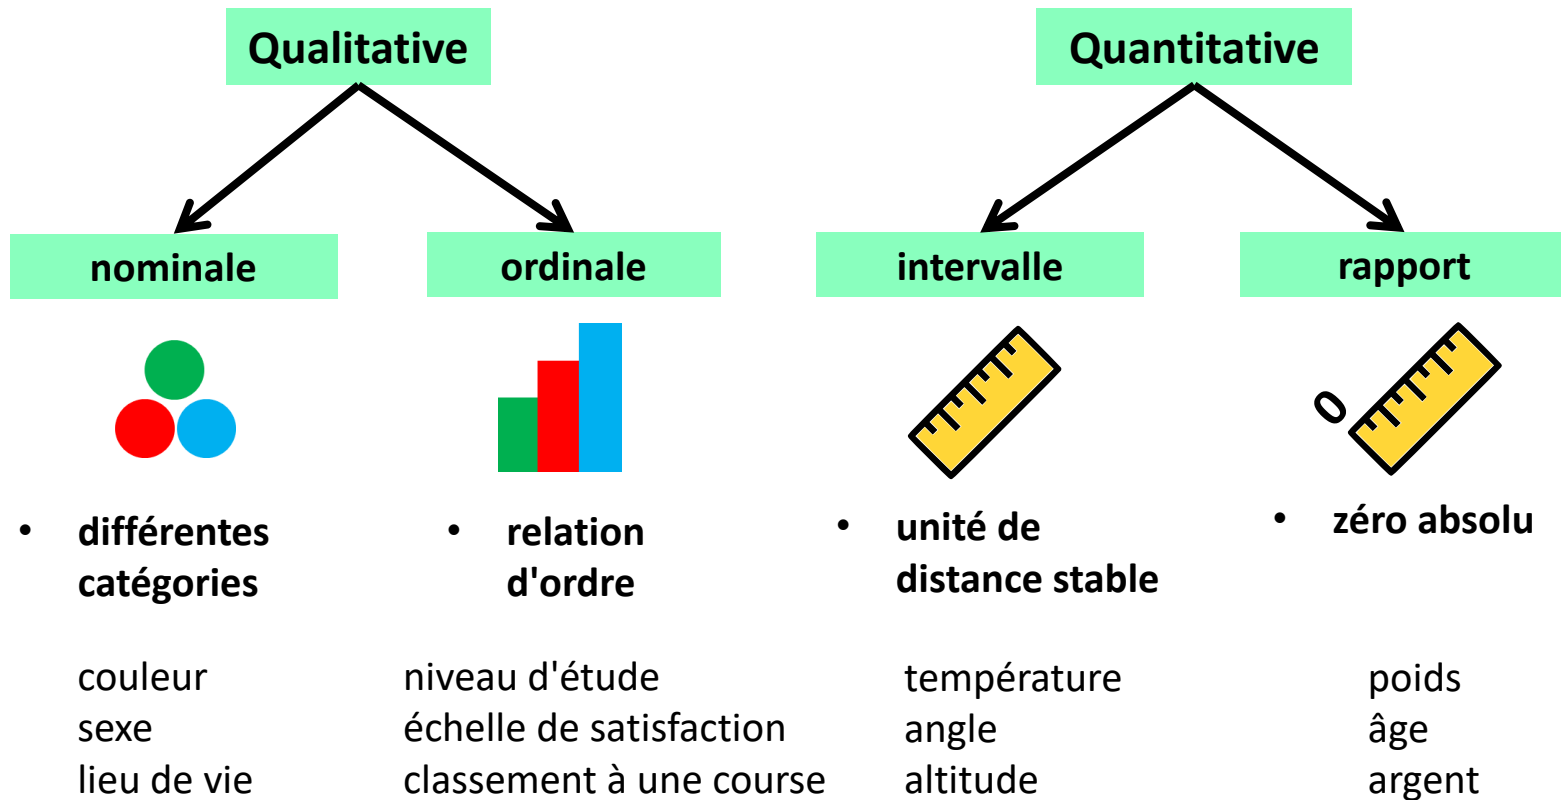 Qualitative
nominale
différentes
catégories
couleur
sexe
lieu de vie
ordinale
relation
d'ordre
niveau d'étude
échelle de satisfaction
classement à une course
Quantitative
intervalle
unité de
distance stable
température
angle
altitude
rapport
0
zéro absolu
poids
âge
argent